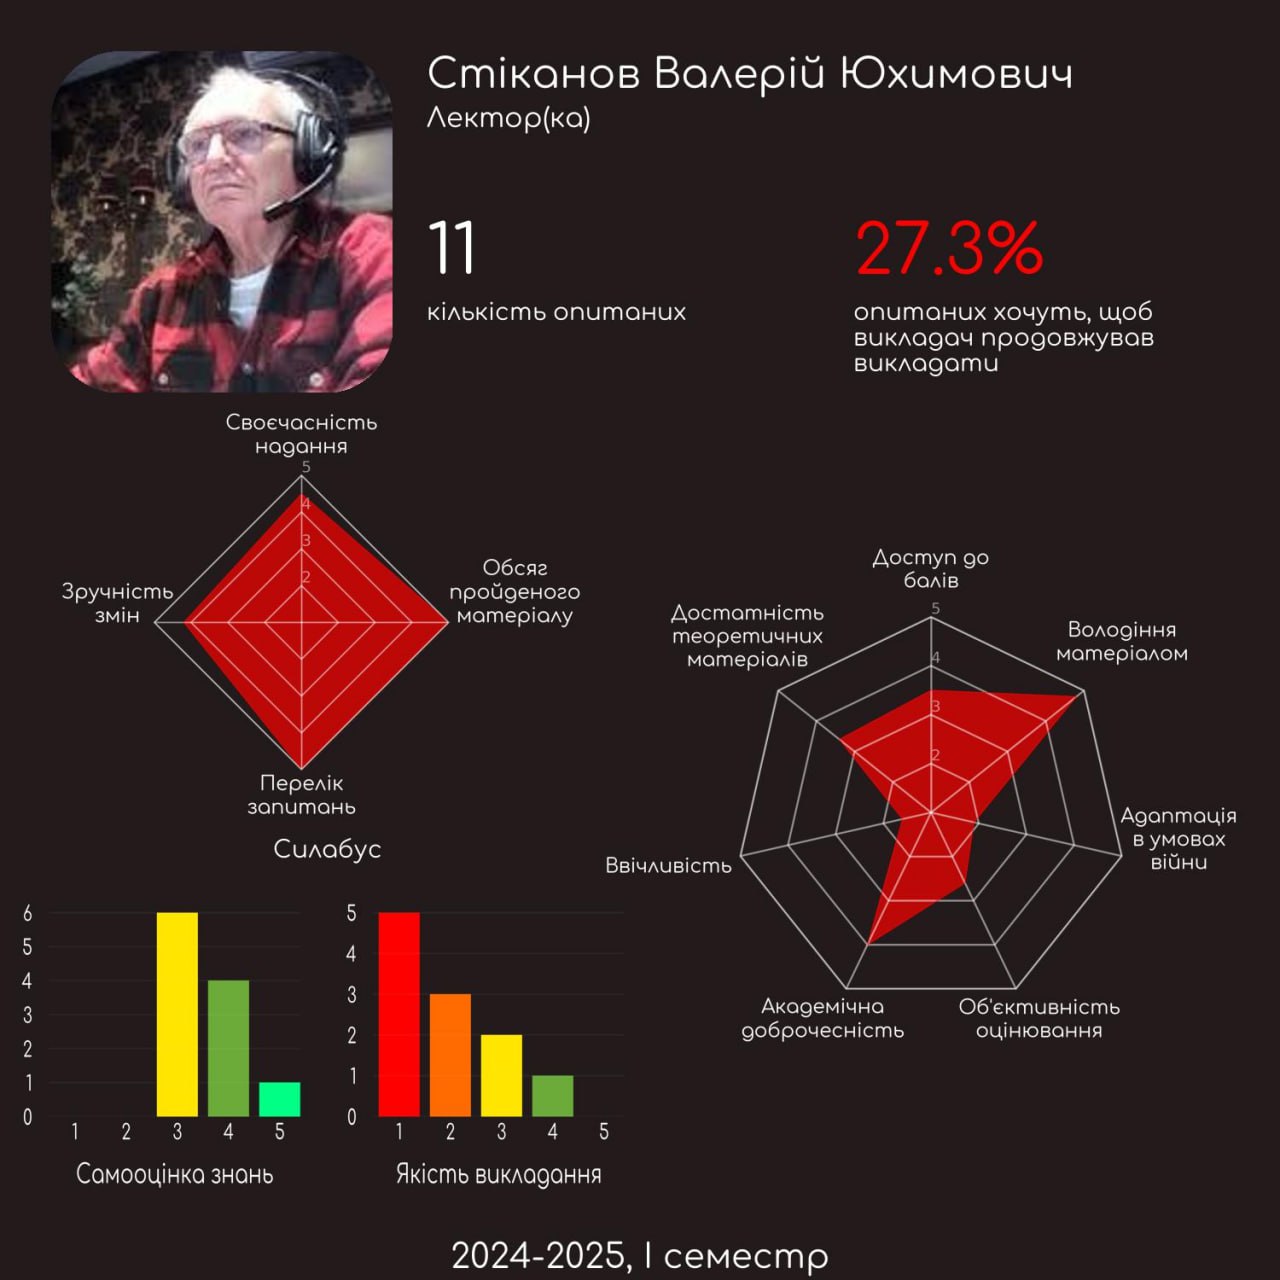 Стіканов Валерій Юхимович
Лектор(ка)
11
кількість опитаних
27.3%
опитаних хочуть, щоб
викладач продовжував
викладати
Своєчасність
надання
5
4
3
2
Зручність
змін
Обсяг
пройденого
матеріалу
Перелік
запитань
Силабус
Доступ до
балів
5
4
3
2
Достатність
теоретичних
матеріалів
Володіння
матеріалом
Адаптація
в умовах
війни
Ввічливість
Академічна
доброчесність
Об'єктивність
оцінювання
6
5
4
3
2
1
0
1 2 3 4 5
Самооцінка знань
5
4
3
2
1
0
1 2 3 4 5
Якість викладання
2024-2025, I семестр